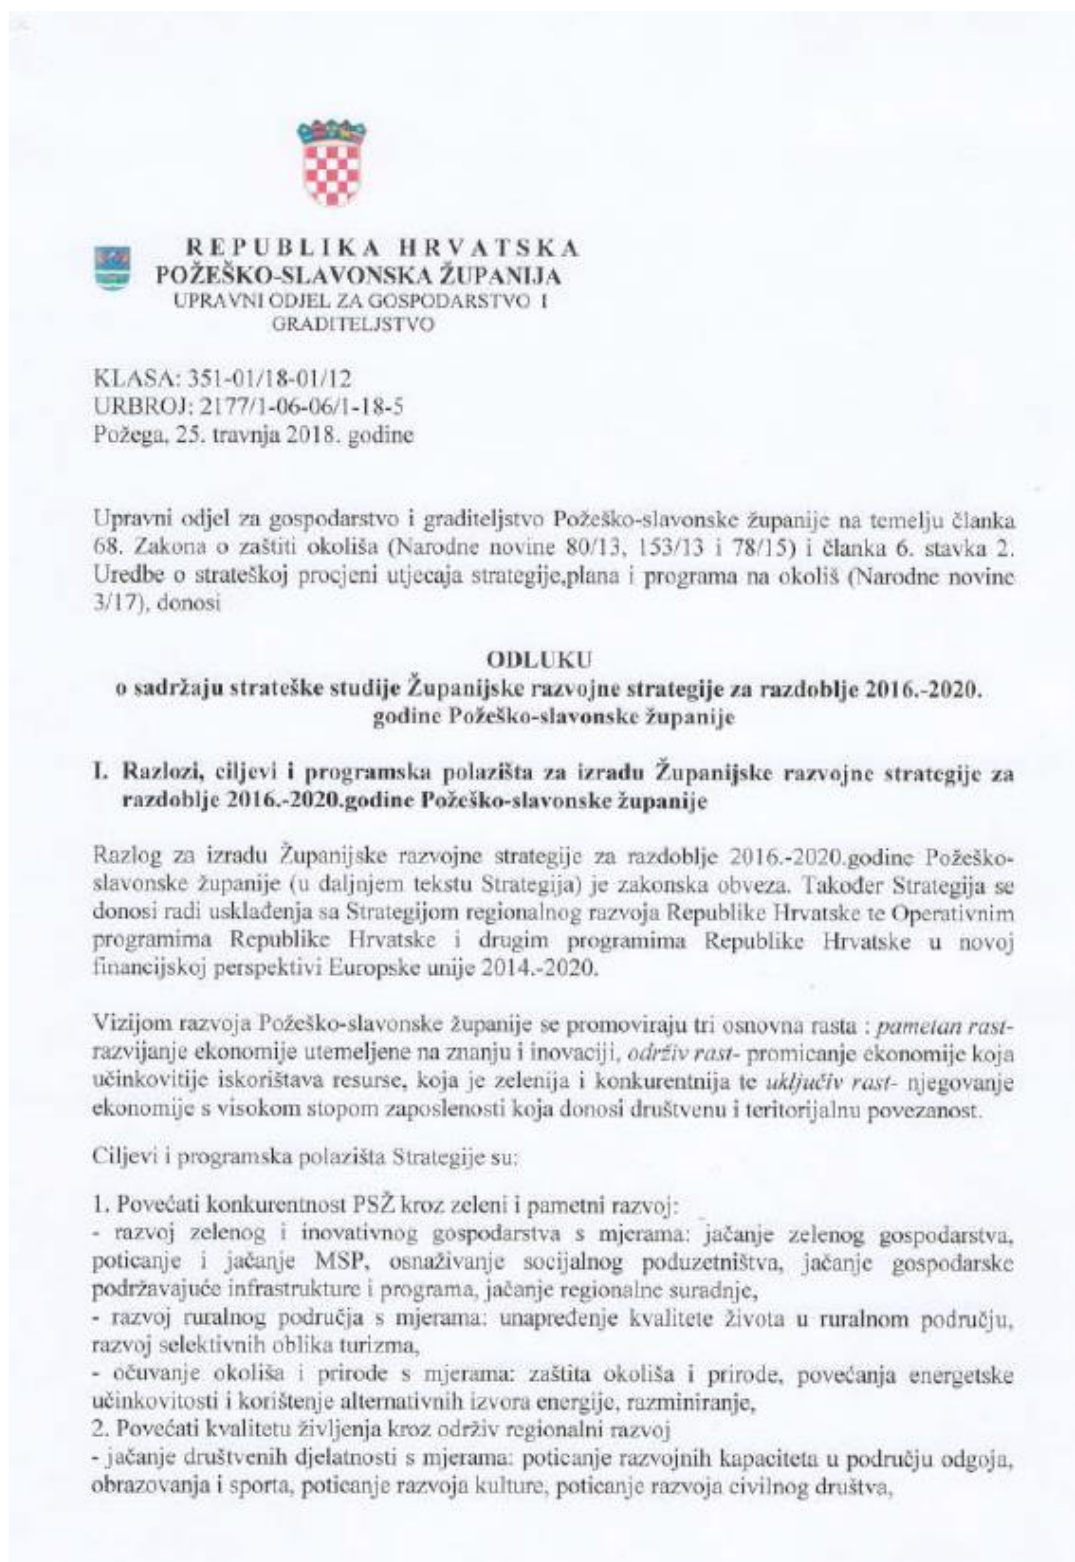 REPUBLIKA HRVATSKA
POŽEŠKO-SLAVONSKA ŽUPANIJA
UPRAVNI ODJEL ZA GOSPODARSTVO I
GRADITELJSTVO
KLASA: 351-01/18-01/12
URBROJ: 2177/1-06-06/1-18-5
Požega, 25. travnja 2018. godine
Upravni odjel za gospodarstvo i graditeljstvo Požeško-slavonske županije na temelju članka
68. Zakona o zaštiti okoliša (Narodne novine 80/13, 153/13 i 78/15) i članka 6. stavka 2.
Uredbe o strateškoj procjeni utjecaja strategije,plana i programa na okoliš (Narodne novine
3/17), donosi
ODLUKU
o sadržaju strateške studije Županijske razvojne strategije za razdoblje 2016.-2020.
godine Požeško-slavonske županije
I. Razlozi, ciljevi i programska polazišta za izradu Županijske razvojne strategije za
razdoblje 2016.-2020.godine Požeško-slavonske županije
Razlog za izradu Županijske razvojne strategije za razdoblje 2016.-2020.godine Požeško-
slavonske županije (u daljnjem tekstu Strategija) je zakonska obveza. Također Strategija se
donosi radi usklađenja sa Strategijom regionalnog razvoja Republike Hrvatske te Operativnim
programima Republike Hrvatske i drugim programima Republike Hrvatske u novoj
financijskoj perspektivi Europske unije 2014.-2020.
Vizijom razvoja Požeško-slavonske županije se promoviraju tri osnovna rasta : pametan rast-
razvijanje ekonomije utemeljene na znanju i inovaciji, održiv rast- promicanje ekonomije koja
učinkovitije iskorištava resurse, koja je zelenija i konkurentnija te uključiv rast- njegovanje
ekonomije s visokom stopom zaposlenosti koja donosi društvenu i teritorijalnu povezanost.
Ciljevi i programska polazišta Strategije su:
1. Povećati konkurentnost PSŽ kroz zeleni i pametni razvoj:
- razvoj zelenog i inovativnog gospodarstva s mjerama: jačanje zelenog gospodarstva,
poticanje i jačanje MSP, osnaživanje socijalnog poduzetništva, jačanje gospodarske
podržavajuće infrastrukture i programa, jačanje regionalne suradnje,
- razvoj ruralnog područja s mjerama: unapređenje kvalitete života u ruralnom području,
razvoj selektivnih oblika turizma,
- očuvanje okoliša i prirode s mjerama: zaštita okoliša i prirode, povećanja energetske
učinkovitosti i korištenje alternativnih izvora energije, razminiranje,
2. Povećati kvalitetu življenja kroz održiv regionalni razvoj
- jačanje društvenih djelatnosti s mjerama: poticanje razvojnih kapaciteta u području odgoja,
obrazovanja i sporta, poticanje razvoja kulture, poticanje razvoja civilnog društva,